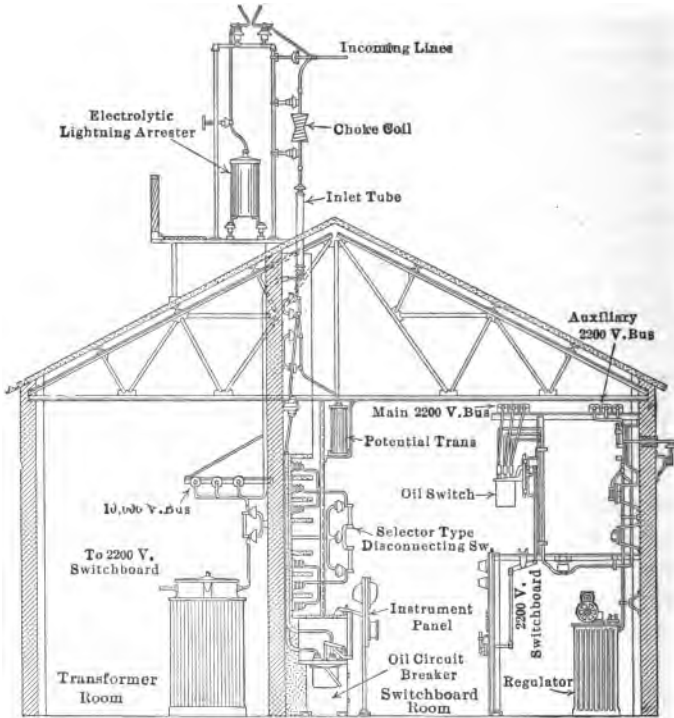 Incoming Lines
Electrolytic
Lightning Arrester
Choke Coil
Inlet Tube
Auxiliary
2200 V. Bus
Main 2200 V. Bus
Potential Trans
Oil Switch
10,000 V. Bus
Selector Type
Disconnecting Sw.
To 2200 V.
Switchboard
2200 V.
Switchboard
Instrument
Panel
Oil Circuit
Breaker
Transformer
Room
Switchboard
Room
Regulator